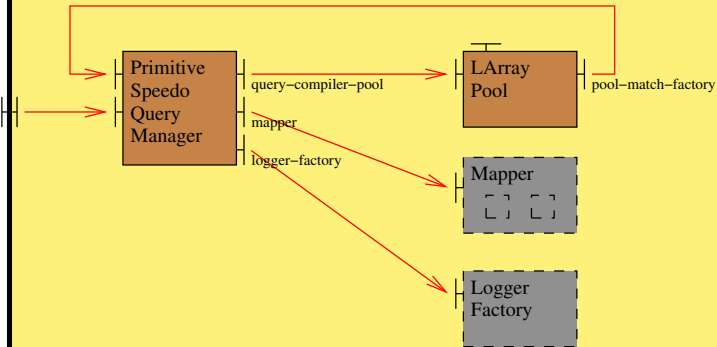 Primitive
Speedo
Query
Manager
query−compiler−pool
mapper
logger−factory
LArray
Pool
pool−match−factory
Mapper
Logger
Factory